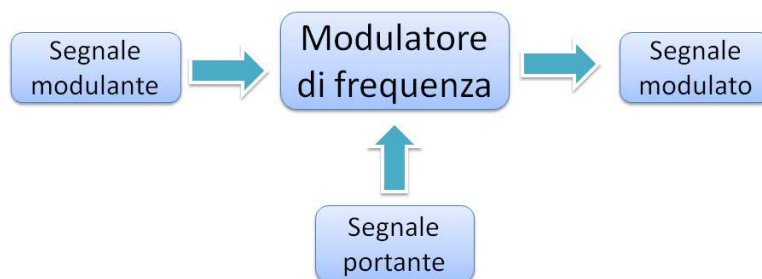 Segnale
modulante
Modulatore
di frequenza
Segnale
modulato
Segnale
portante